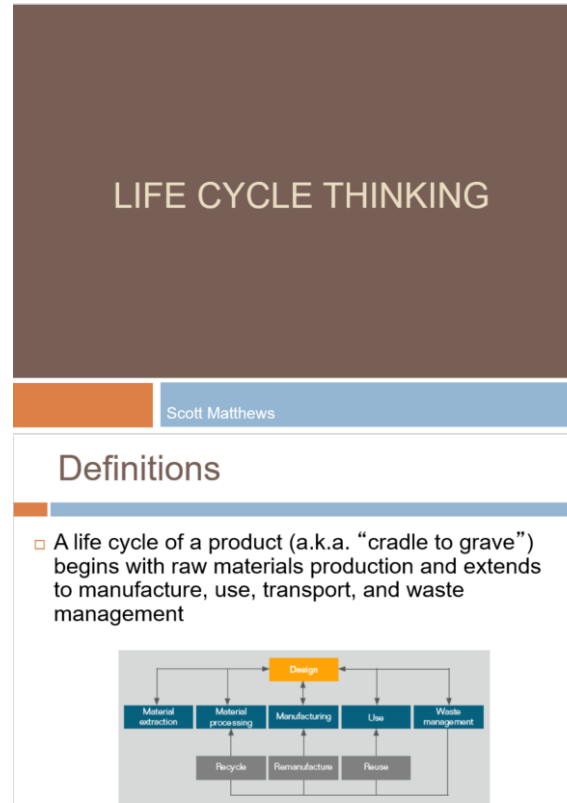 LIFE CYCLE THINKING
Scott Matthews
Definitions
A life cycle of a product (a.k.a. “cradle to grave”)
begins with raw materials production and extends
to manufacture, use, transport, and waste
management
Design
Material
extraction
Material
processing
Manufacturing
Use
Waste
management
Recycle
Remanufacture
Reuse